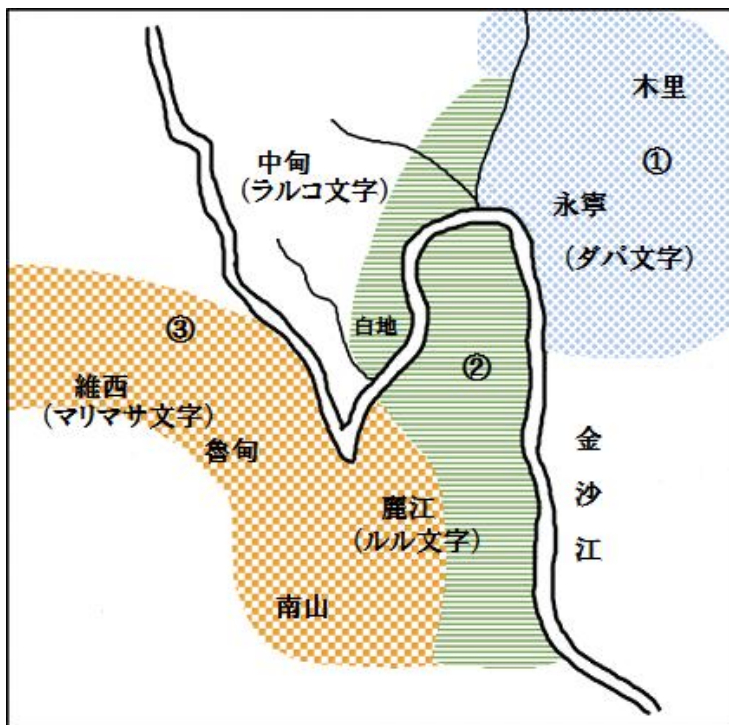 木里
①
中甸
(ラルコ文字)
永寧
(ダパ文字)
白地
③
②
維西
(マリマサ文字)
魯甸
金沙江
麗江
(ルル文字)
南山